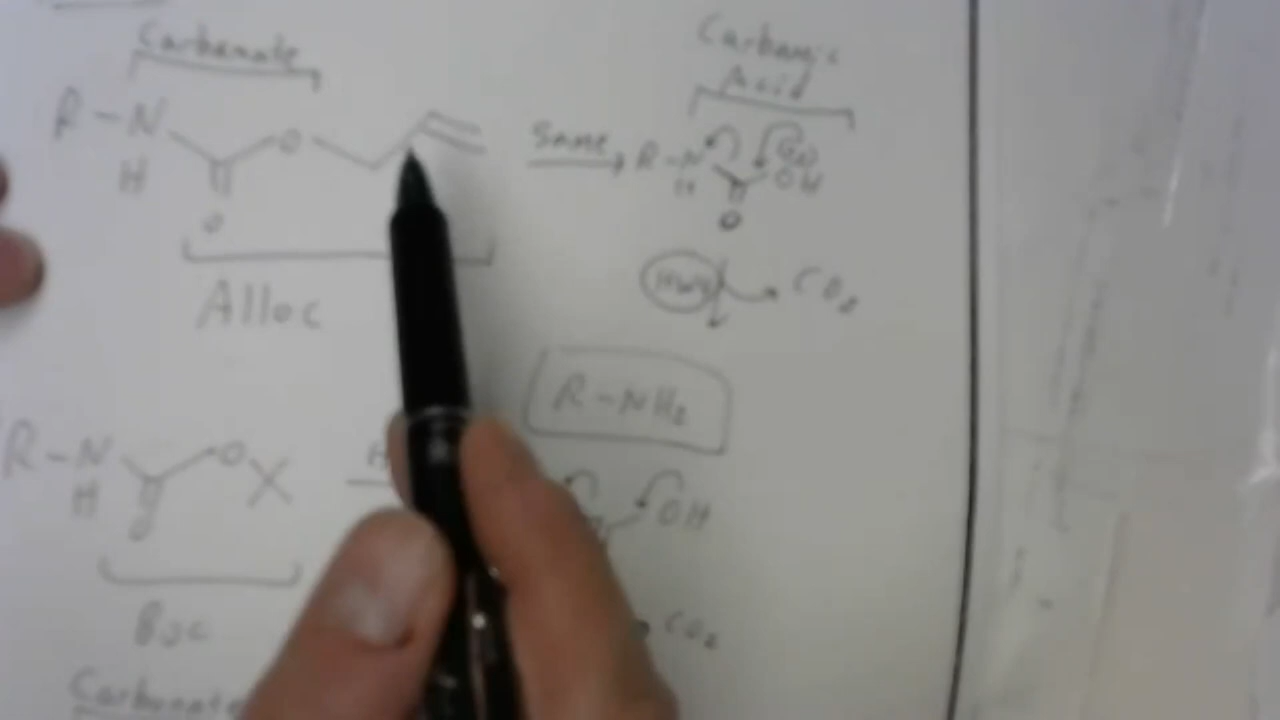 Carbamate
Carbamic
Acid
R-N
H
O
O
Same
R-N
H
O
OH
Alloc
CO2
R-NH2
R-N
H
O
O
H
OH
Boc
CO2
Carbamate